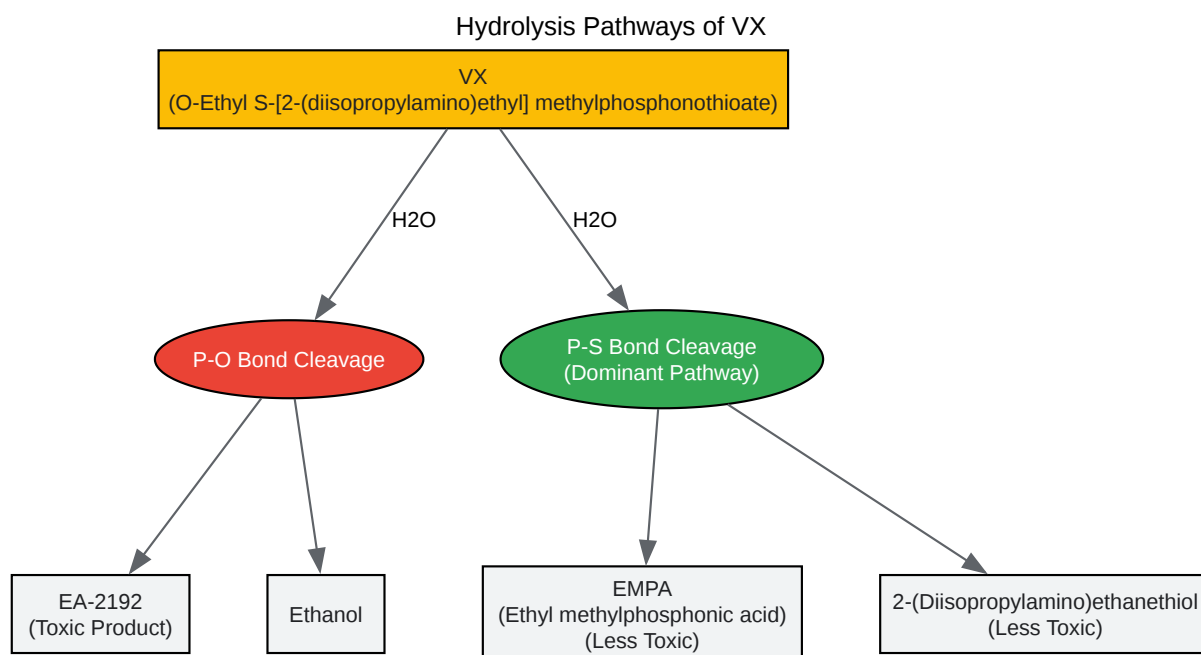 Hydrolysis Pathways of VX
VX
(O-Ethyl S-[2-(diisopropylamino)ethyl] methylphosphonothioate)
H2O
H2O
P-O Bond Cleavage
P-S Bond Cleavage
(Dominant Pathway)
EA-2192
(Toxic Product)
Ethanol
EMPA
(Ethyl methylphosphonic acid)
(Less Toxic)
2-(Diisopropylamino)ethanethiol
(Less Toxic)